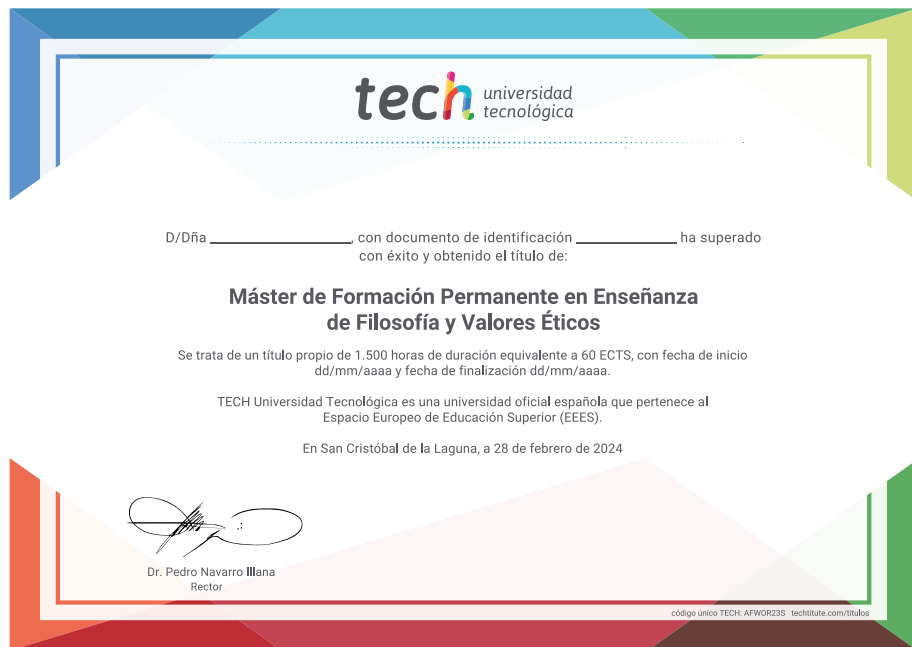 tech universidad
tecnológica
D/Dña ____________________, con documento de identificación ______________ ha superado
con éxito y obtenido el título de:
Máster de Formación Permanente en Enseñanza
de Filosofía y Valores Éticos
Se trata de un título propio de 1.500 horas de duración equivalente a 60 ECTS, con fecha de inicio
dd/mm/aaaa y fecha de finalización dd/mm/aaaa.
TECH Universidad Tecnológica es una universidad oficial española que pertenece al
Espacio Europeo de Educación Superior (EEES).
En San Cristóbal de la Laguna, a 28 de febrero de 2024
Dr. Pedro Navarro Illana
Rector
código único TECH: AFWOR23S techtitute.com/titulos